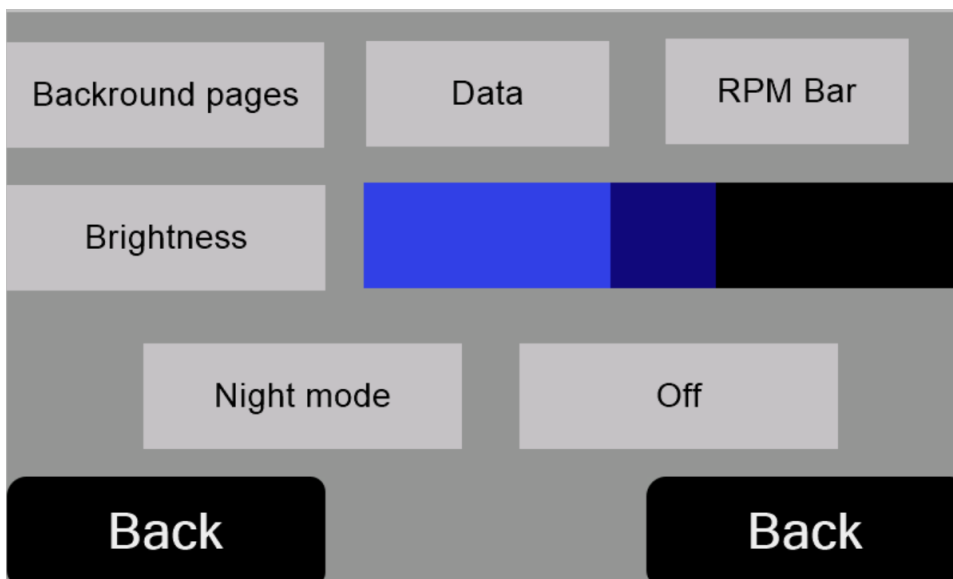 Backround pages
Data
RPM Bar
Brightness
Night mode
Off
Back
Back